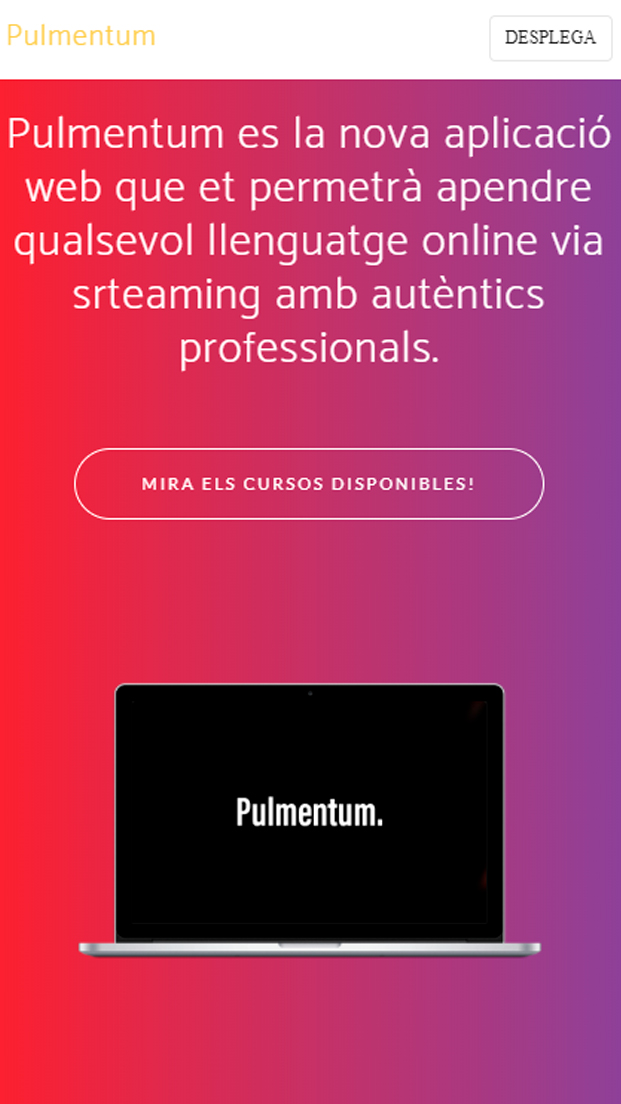 Pulmentum
DESPLEGA
Pulmentum es la nova aplicació
web que et permetrà apendre
qualsevol llenguatge online via
srteaming amb autèntics
professionals.
MIRA ELS CURSOS DISPONIBLES!
Pulmentum.